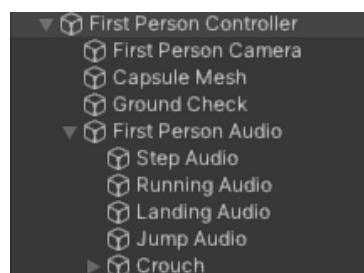 First Person Controller
First Person Camera
Capsule Mesh
Ground Check
First Person Audio
Step Audio
Running Audio
Landing Audio
Jump Audio
Crouch